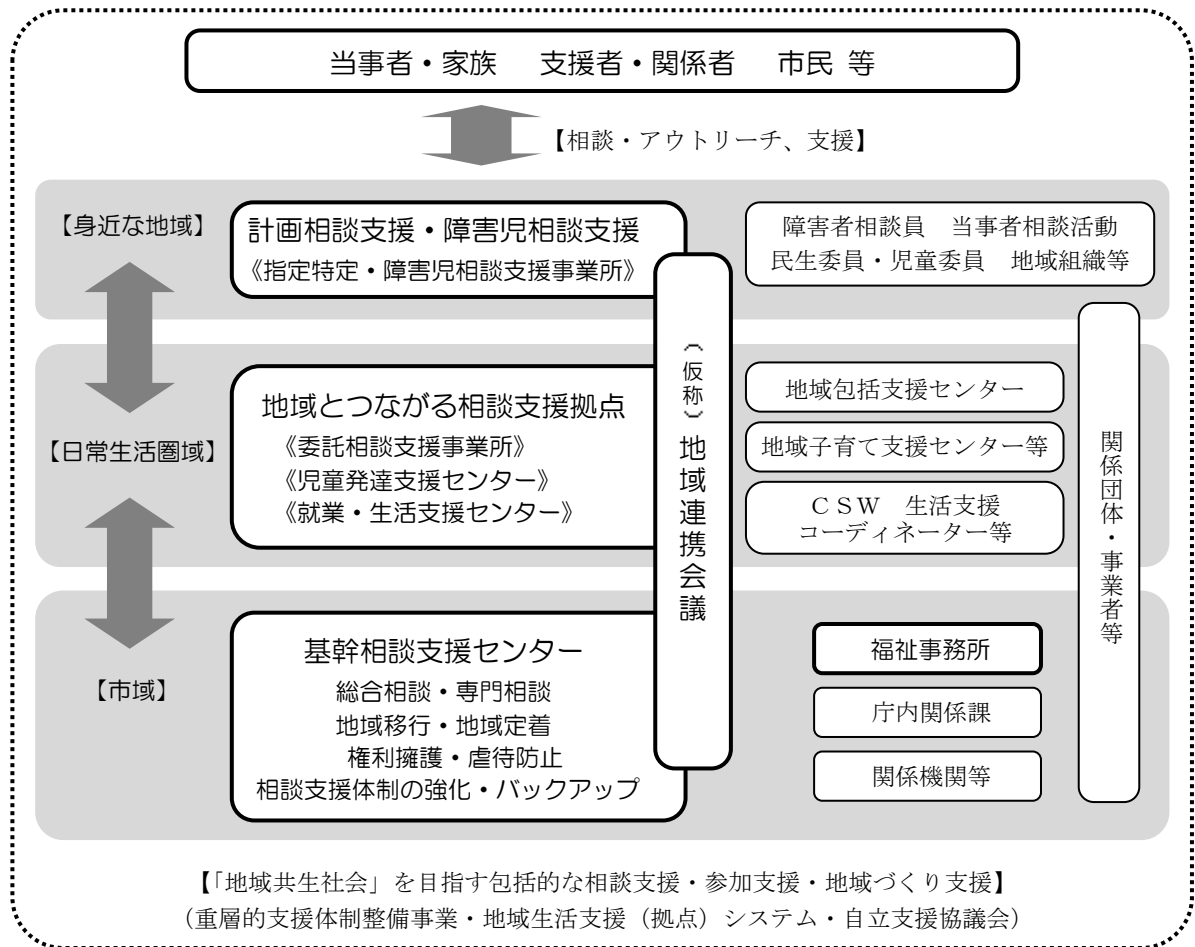 当事者・家族　支援者・関係者　市民 等
【相談・アウトリーチ、支援】
【身近な地域】
計画相談支援・障害児相談支援
《指定特定・障害児相談支援事業所》
障害者相談員　当事者相談活動
民生委員・児童委員　地域組織等
（仮称）地域連携会議
【日常生活圏域】
地域とつながる相談支援拠点
《委託相談支援事業所》
《児童発達支援センター》
《就業・生活支援センター》
地域包括支援センター
地域子育て支援センター等
ＣＳＷ　生活支援
コーディネーター等
関係団体・事業者等
【市域】
基幹相談支援センター
総合相談・専門相談
地域移行・地域定着
権利擁護・虐待防止
相談支援体制の強化・バックアップ
福祉事務所
庁内関係課
関係機関等
【「地域共生社会」を目指す包括的な相談支援・参加支援・地域づくり支援】
（重層的支援体制整備事業・地域生活支援（拠点）システム・自立支援協議会）